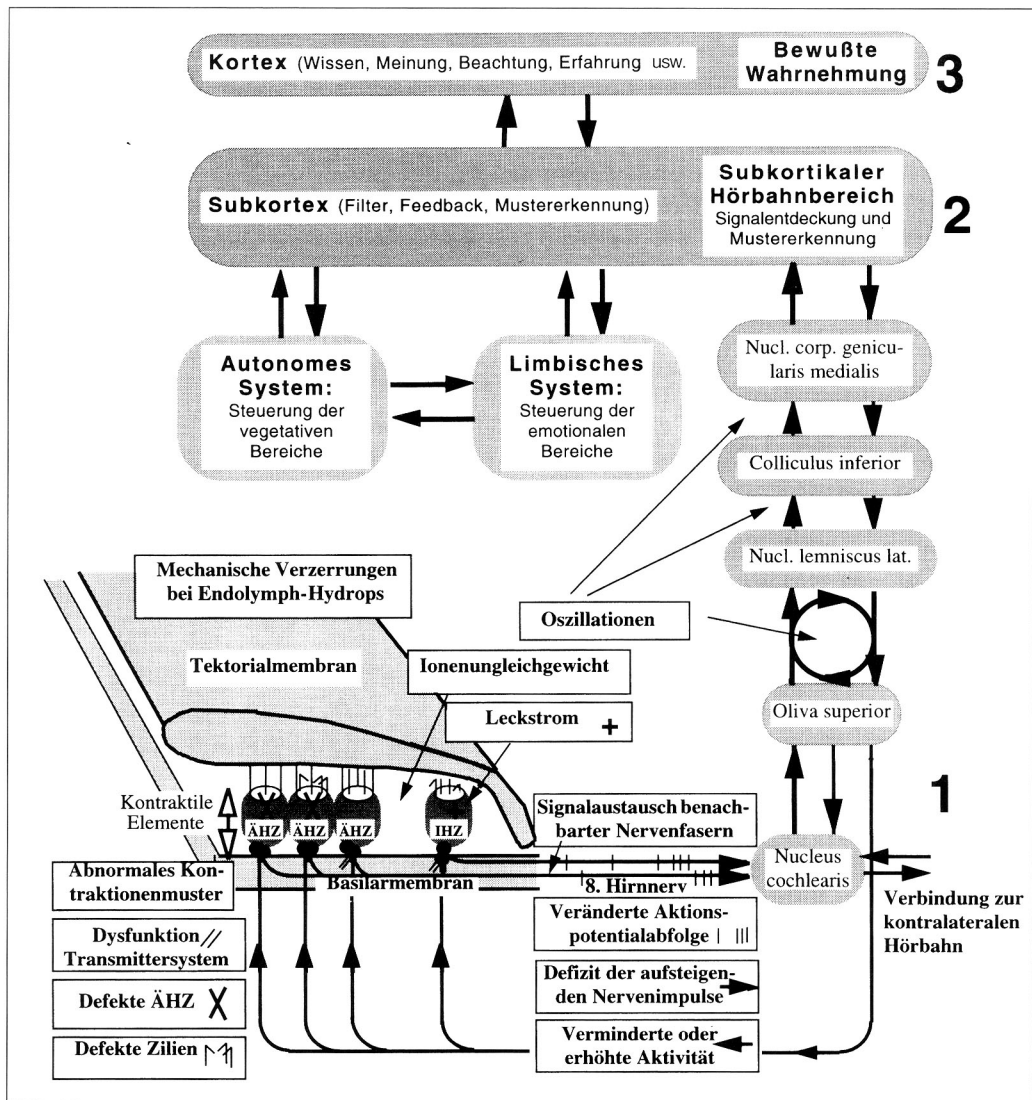 Kortex (Wissen, Meinung, Beachtung, Erfahrung usw.
Bewußte
Wahrnehmung
3
Subkortex (Filter, Feedback, Mustererkennung)
Subkortikaler
Hörbahnbereich
Signalentdeckung und
Mustererkennung
2
Autonomes
System:
Steuerung der
vegetativen
Bereiche
Limbisches
System:
Steuerung der
emotionalen
Bereiche
Nucl. corp. genicu-
laris medialis
Colliculus inferior
Nucl. lemniscus lat.
Mechanische Verzerrungen
bei Endolymph-Hydrops
Oszillationen
Tektorialmembran
Ionenungleichgewicht
Leckstrom +
Oliva superior
1
Kontraktile
Elemente
ÄHZ
ÄHZ
ÄHZ
IHZ
Signalaustausch benach-
barter Nervenfasern
Nucleus
cochlearis
Abnormales Kon-
traktionenmuster
Basilarmembran
8. Hirnnerv
Verbindung zur
kontralateralen
Hörbahn
Veränderte Aktions-
potentialabfolge
Dysfunktion
Transmittersystem
Defizit der aufsteigen-
den Nervenimpulse
Defekte ÄHZ
Verminderte oder
erhöhte Aktivität
Defekte Zilien